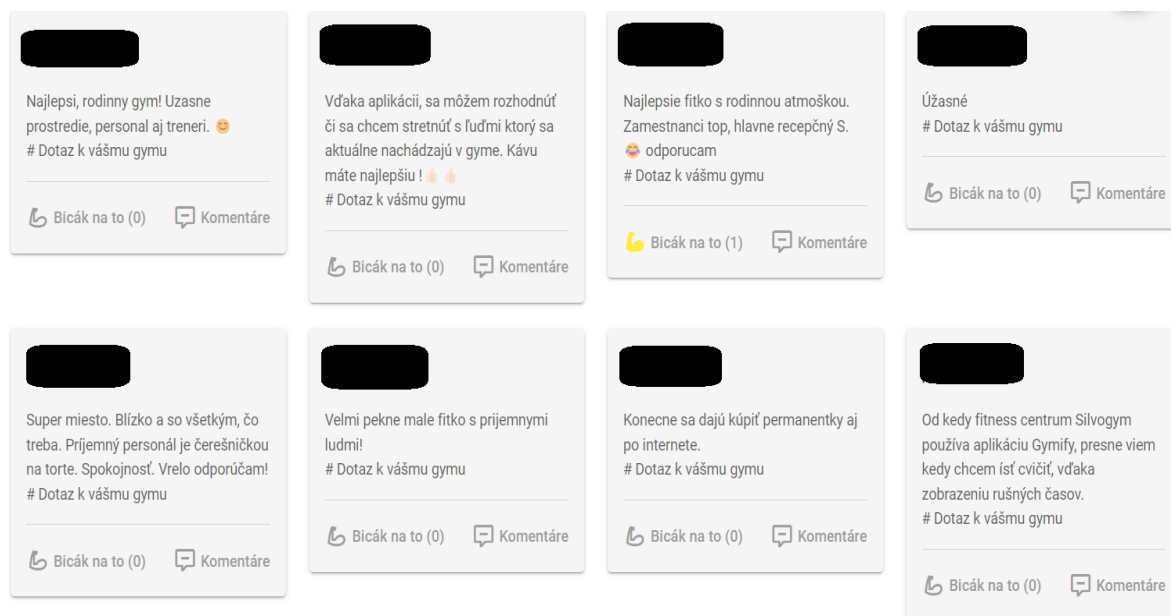 Najlepsi, rodinny gym! Uzasne
prostredie, personal aj treneri. 😊
# Dotaz k vášmu gymu
Bicák na to (0) Komentáre
Vďaka aplikácii, sa môžem rozhodnúť
či sa chcem stretnúť s ľuďmi ktorý sa
aktuálne nachádzajú v gyme. Kávu
máte najlepšiu ! 👍🏻 👍🏻
# Dotaz k vášmu gymu
Bicák na to (0) Komentáre
Najlepsie fitko s rodinnou atmoškou.
Zamestnanci top, hlavne recepčný S.
😂 odporucam
# Dotaz k vášmu gymu
Bicák na to (1) Komentáre
Úžasné
# Dotaz k vášmu gymu
Bicák na to (0) Komentáre
Super miesto. Blízko a so všetkým, čo
treba. Príjemný personál je čerešničkou
na torte. Spokojnosť. Vrelo odporúčam!
# Dotaz k vášmu gymu
Bicák na to (0) Komentáre
Velmi pekne male fitko s prijemnymi
ludmi!
# Dotaz k vášmu gymu
Bicák na to (0) Komentáre
Konecne sa dajú kúpiť permanentky aj
po internete.
# Dotaz k vášmu gymu
Bicák na to (0) Komentáre
Od kedy fitness centrum Silvogym
používa aplikáciu Gymify, presne viem
kedy chcem ísť cvičiť, vďaka
zobrazeniu rušných časov.
# Dotaz k vášmu gymu
Bicák na to (0) Komentáre